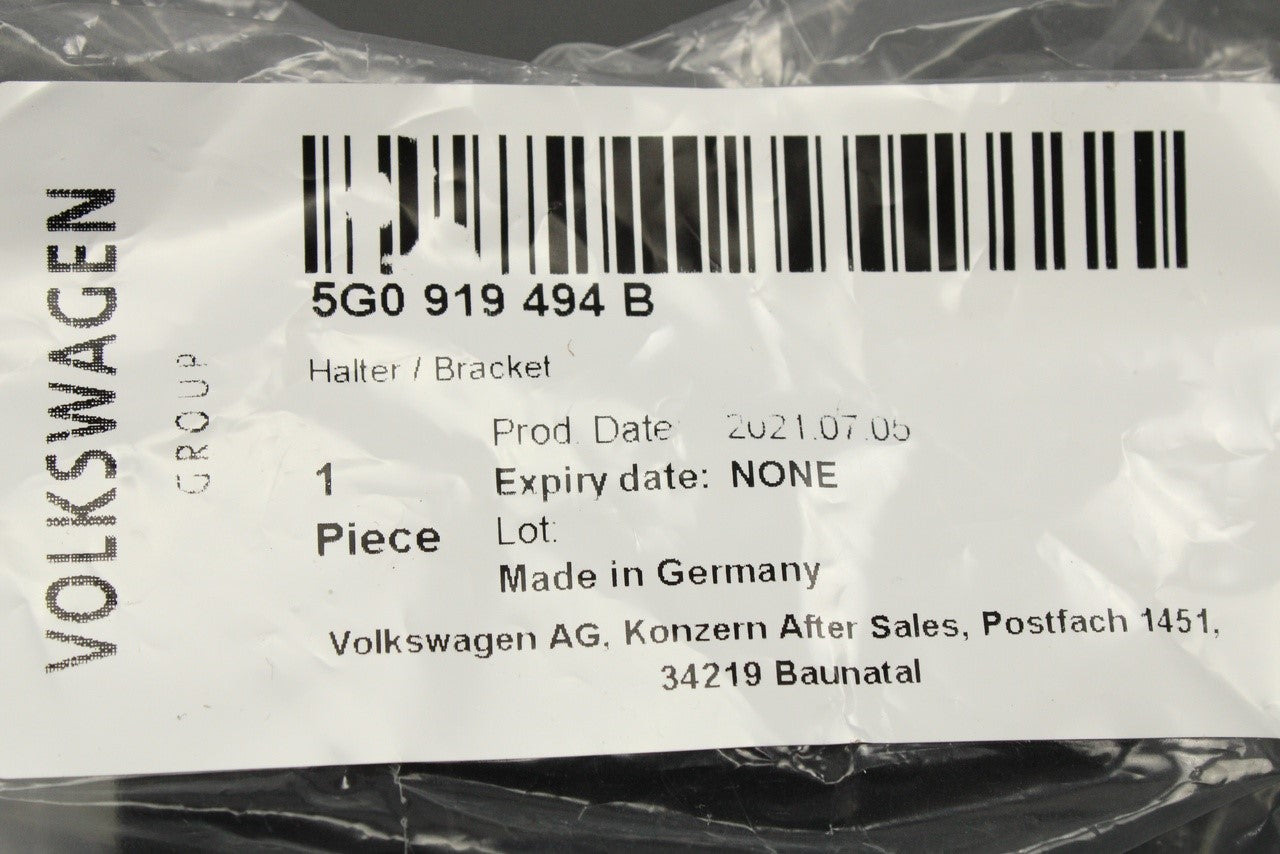 VOLKSWAGEN
GROUP
5G0 919 494 B
Halter / Bracket
Prod. Date: 2021.07.05
1
Expiry date: NONE
Piece
Lot:
Made in Germany
Volkswagen AG, Konzern After Sales, Postfach 1451,
34219 Baunatal